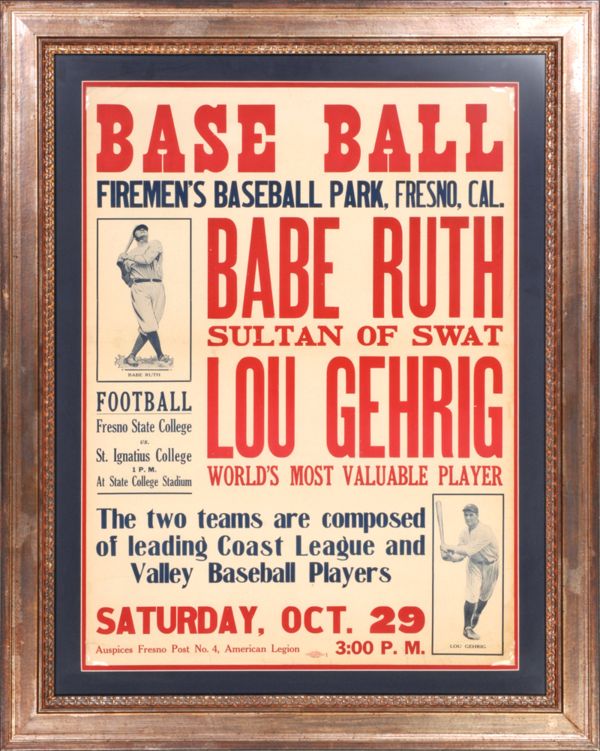 BASE BALL
FIREMEN'S BASEBALL PARK, FRESNO, CAL.
BABE RUTH
SULTAN OF SWAT
LOU GEHRIG
WORLD'S MOST VALUABLE PLAYER
BABE RUTH
FOOTBALL
Fresno State College
vs.
St. Ignatius College
1 P. M.
At State College Stadium
The two teams are composed
of leading Coast League and
Valley Baseball Players
SATURDAY, OCT. 29
Auspices Fresno Post No. 4, American Legion
3:00 P. M.
LOU GEHRIG